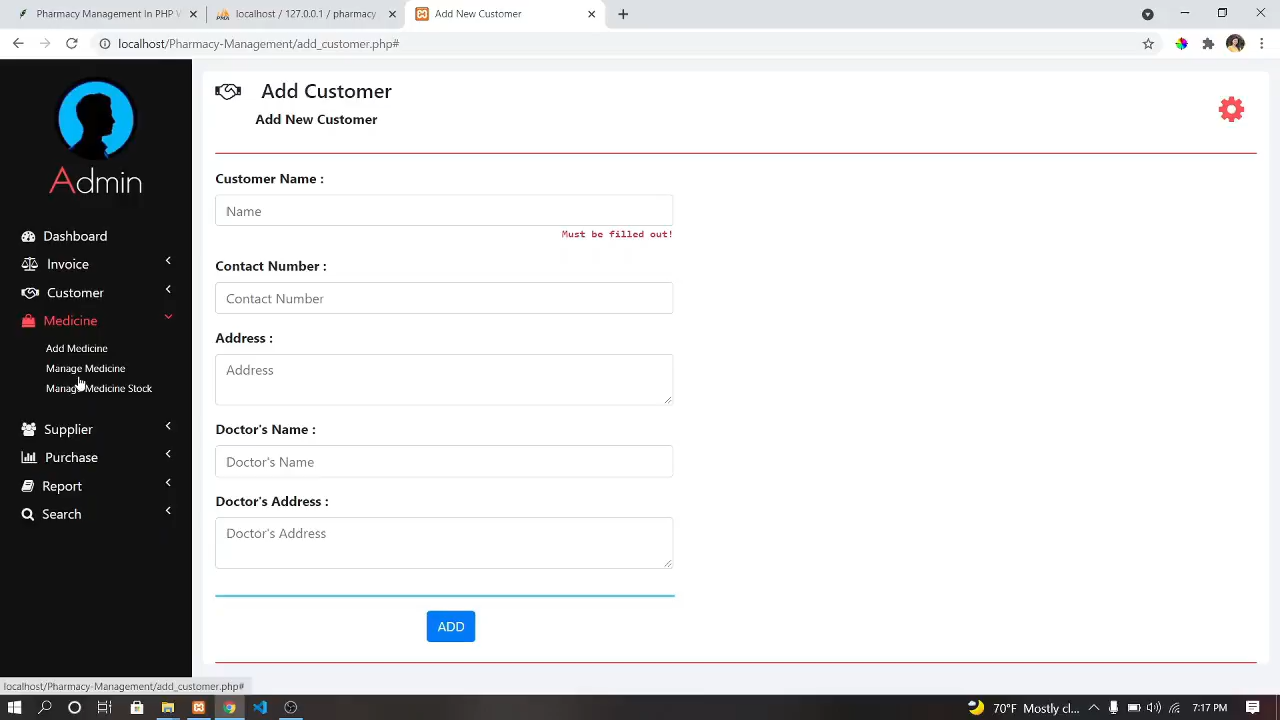 Pharmacy Management In PHP V
localhost / 127.0.0.1 / pharmacy
Add New Customer
localhost/Pharmacy-Management/add_customer.php#
Admin
Dashboard
Invoice
Customer
Medicine
Add Medicine
Manage Medicine
Manage Medicine Stock
Supplier
Purchase
Report
Search
Add Customer
Add New Customer
Customer Name :
Name
Must be filled out!
Contact Number :
Contact Number
Address :
Address
Doctor's Name :
Doctor's Name
Doctor's Address :
Doctor's Address
ADD
localhost/Pharmacy-Management/add_customer.php#
70°F Mostly cl...
7:17 PM